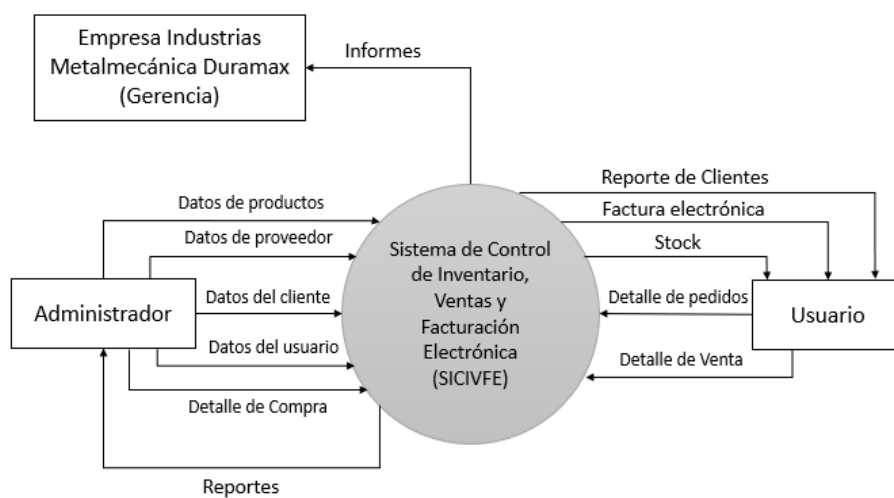 Empresa Industrias
Metalmecánica Duramax
(Gerencia)
Informes
Reporte de Clientes
Datos de productos
Factura electrónica
Datos de proveedor
Stock
Sistema de Control
de Inventario,
Ventas y
Facturación
Electrónica
(SICIVFE)
Administrador
Datos del cliente
Detalle de pedidos
Usuario
Datos del usuario
Detalle de Venta
Detalle de Compra
Reportes